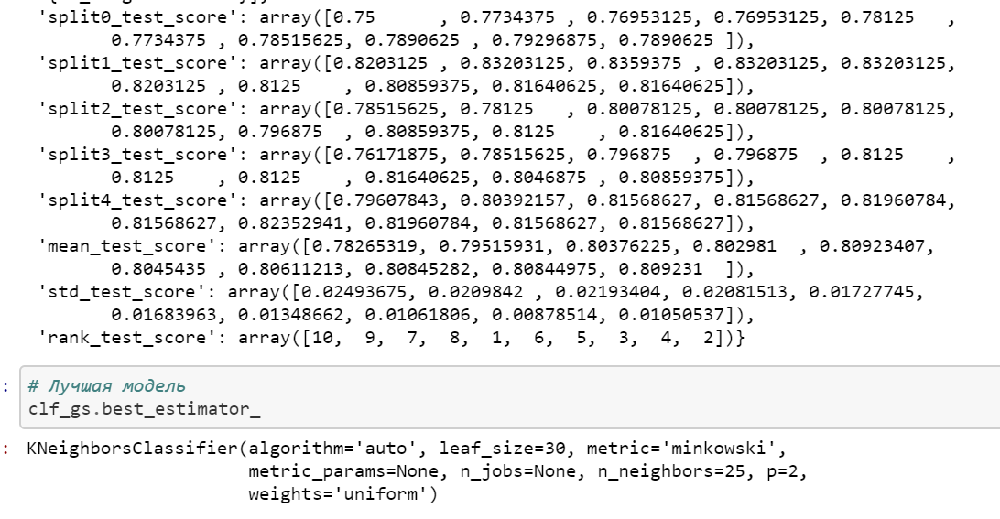 'split0_test_score': array([0.75      , 0.7734375 , 0.76953125, 0.76953125, 0.78125   ,
0.7734375 , 0.78515625, 0.7890625 , 0.79296875, 0.7890625 ]),
'split1_test_score': array([0.8203125 , 0.83203125, 0.8359375 , 0.83203125, 0.83203125,
0.8203125 , 0.8125    , 0.80859375, 0.81640625, 0.81640625]),
'split2_test_score': array([0.78515625, 0.78125   , 0.80078125, 0.80078125, 0.80078125,
0.80078125, 0.796875  , 0.80859375, 0.8125    , 0.81640625]),
'split3_test_score': array([0.76171875, 0.78515625, 0.796875  , 0.796875  , 0.8125    ,
0.8125    , 0.8125    , 0.81640625, 0.8046875 , 0.80859375]),
'split4_test_score': array([0.79607843, 0.80392157, 0.81568627, 0.81568627, 0.81960784,
0.81568627, 0.82352941, 0.81960784, 0.81568627, 0.81568627]),
'mean_test_score': array([0.78265319, 0.79515931, 0.80376225, 0.802981  , 0.80923407,
0.8045435 , 0.80611213, 0.80845282, 0.80844975, 0.809231  ]),
'std_test_score': array([0.02493675, 0.0209842 , 0.02193404, 0.02081513, 0.01727745,
0.01683963, 0.01348662, 0.01061806, 0.00878514, 0.01050537]),
'rank_test_score': array([10,  9,  7,  8,  1,  6,  5,  3,  4,  2])}
: # Лучшая модель
clf_gs.best_estimator_
: KNeighborsClassifier(algorithm='auto', leaf_size=30, metric='minkowski',
metric_params=None, n_jobs=None, n_neighbors=25, p=2,
weights='uniform')